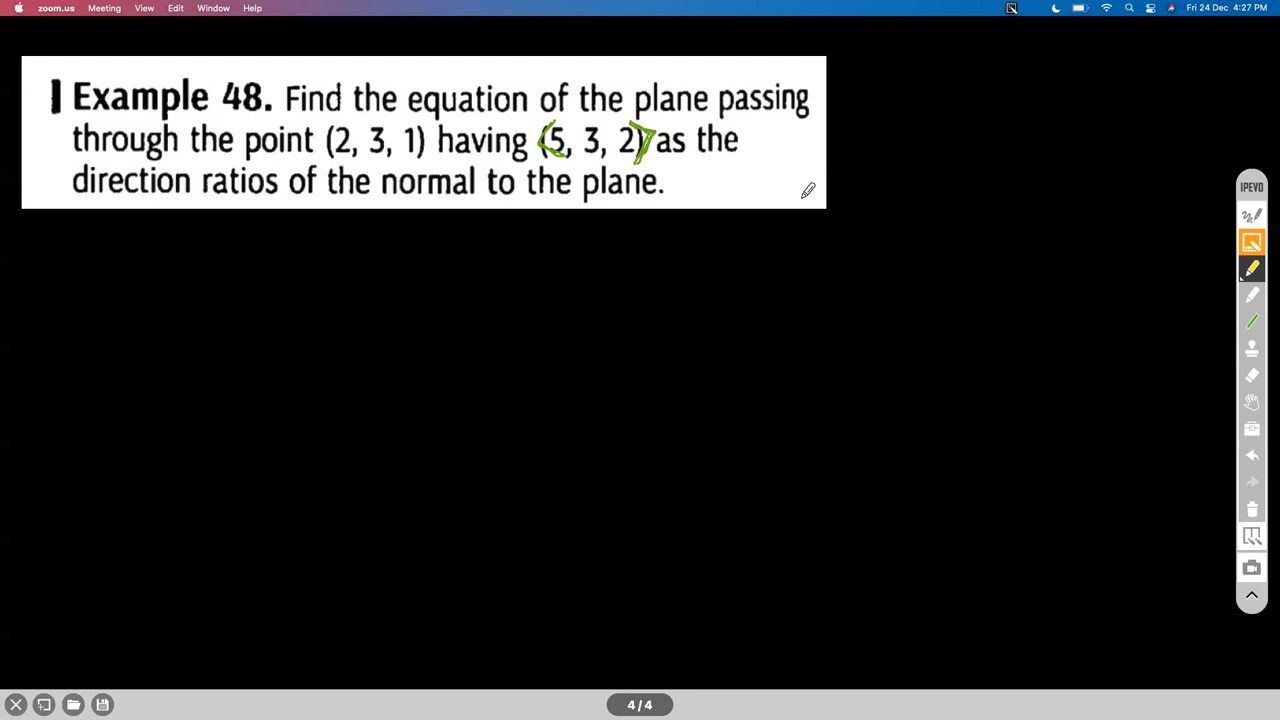 zoom.us Meeting View Edit Window Help Fri 24 Dec 4:27 PM
Example 48. Find the equation of the plane passing
through the point (2, 3, 1) having (5, 3, 2) as the
direction ratios of the normal to the plane.
IPEVO
4 / 4